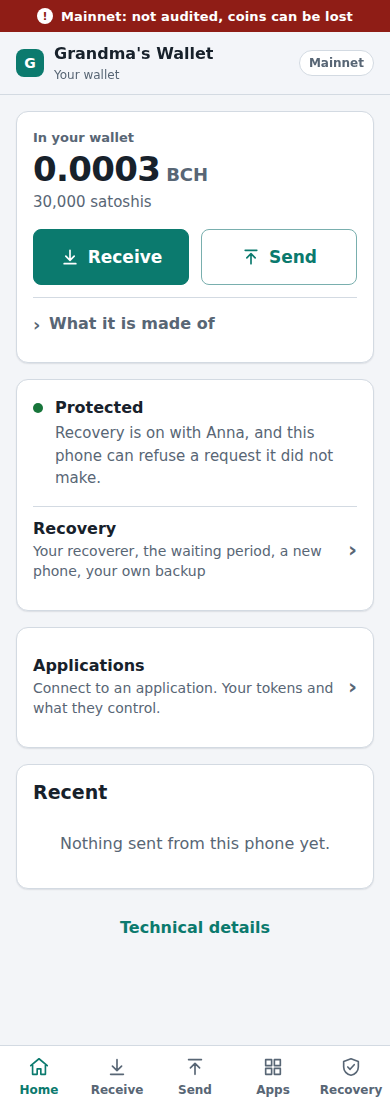 ! Mainnet: not audited, coins can be lost
G
Grandma's Wallet
Your wallet
Mainnet
In your wallet
0.0003 BCH
30,000 satoshis
Receive
Send
› What it is made of
Protected
Recovery is on with Anna, and this
phone can refuse a request it did not
make.
Recovery
Your recoverer, the waiting period, a new
phone, your own backup
›
Applications
Connect to an application. Your tokens and
what they control.
›
Recent
Nothing sent from this phone yet.
Technical details
Home
Receive
Send
Apps
Recovery